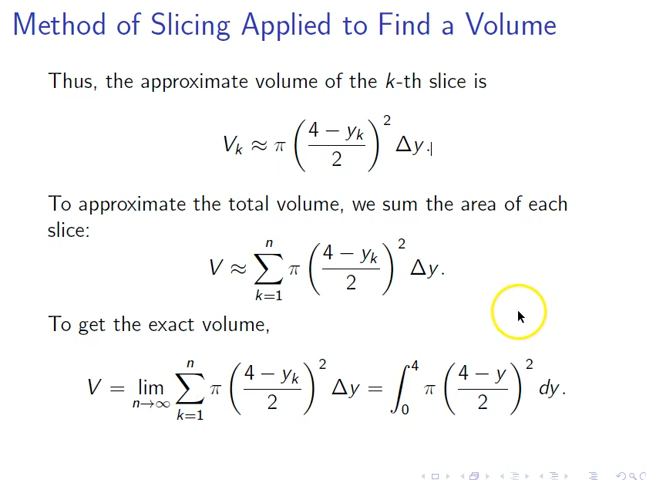 Method of Slicing Applied to Find a Volume
Thus, the approximate volume of the k-th slice is
V_k ≈ π ((4 − y_k)/2)^2 Δy.
To approximate the total volume, we sum the area of each
slice:
V ≈ ∑_{k=1}^{n} π ((4 − y_k)/2)^2 Δy.
To get the exact volume,
V = lim_{n→∞} ∑_{k=1}^{n} π ((4 − y_k)/2)^2 Δy = ∫_0^4 π ((4 − y)/2)^2 dy.